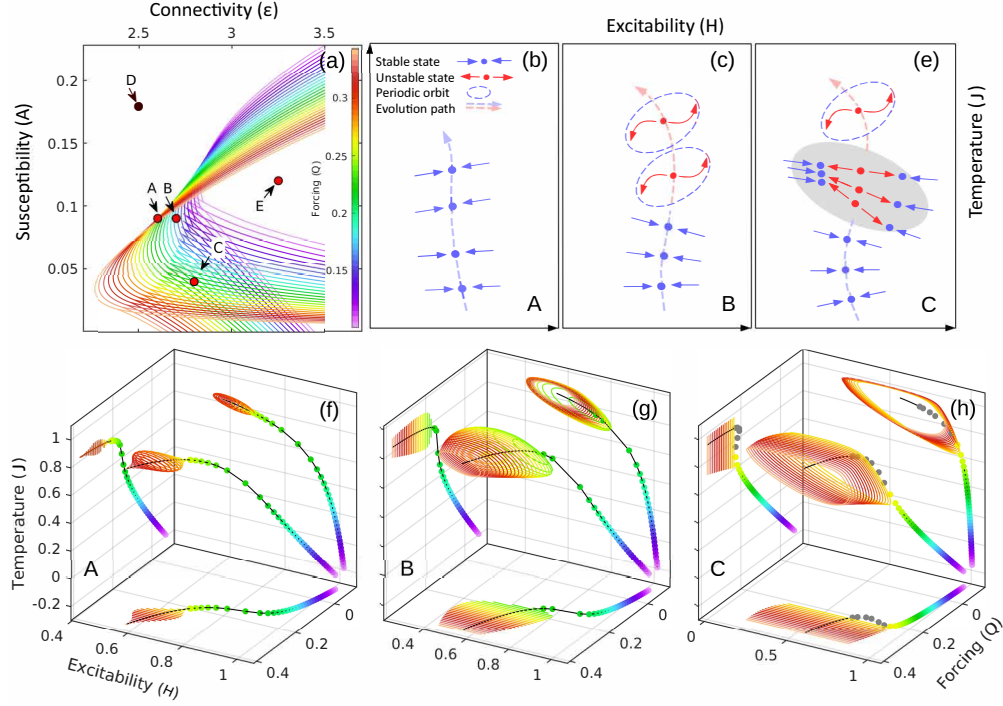 Connectivity (ε)
Excitability (H)
2.5 3 3.5
(a)
(b)
(c)
(e)
Susceptibility (A)
0.2
0.15
0.1
0.05
D
A
B
E
C
Forcing (Q)
0.3
0.25
0.2
0.15
Stable state
Unstable state
Periodic orbit
Evolution path
A
B
C
Temperature (J)
(f)
(g)
(h)
Temperature (J)
1
0.8
0.6
0.4
0.2
0
-0.2
A
B
C
0.4
0.6
0.8
1
0.4
0.2
0
Excitability (H)
0.4
0.6
0.8
1
0.4
0.2
0
0
0.5
1
0.4
0.2
0
Forcing (Q)